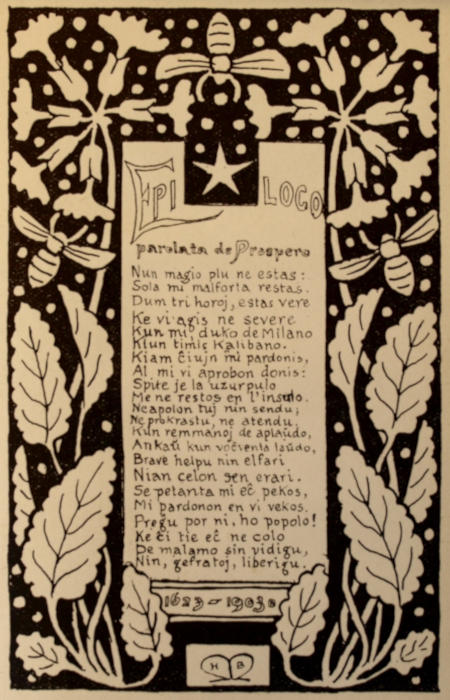 EPILOGO
parolata de Prospero
Nun magio plu ne estas:
Sola mi malforta restas.
Dum tri horoj, estas vere
Ke vi agis ne severe
Kun mi, duko de Milano
Kiun timiĉ Kalibano.
Kiam ĉiujn mi pardonis,
Al mi vi aprobon donis:
Spite je la uzurpulo
Me ne restos en l'insulo.
Neapolon tuj nin sendu;
Ne prokrastu, ne atendu.
Kun remmanoj de aplaŭdo,
Ankaŭ kun voĉventa laŭdo,
Brave helpu nin elfari
Nian celon sen erari.
Se petanta mi eĉ pekos,
Mi pardonon en vi vekos.
Preĝu por ni, ho popolo!
Ke ĉi tie eĉ ne colo
De malamo sin vidigu,
Nin, gefratoj, liberigu.
1623 - 1903
H B